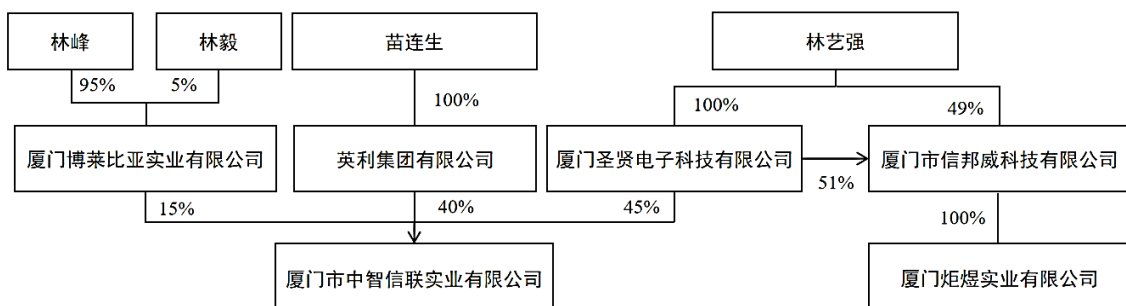 林峰
林毅
苗连生
林艺强
95%
5%
100%
100%
49%
厦门博莱比亚实业有限公司
英利集团有限公司
厦门圣贤电子科技有限公司
厦门市信邦威科技有限公司
51%
15%
40%
45%
100%
厦门市中智信联实业有限公司
厦门炬煜实业有限公司